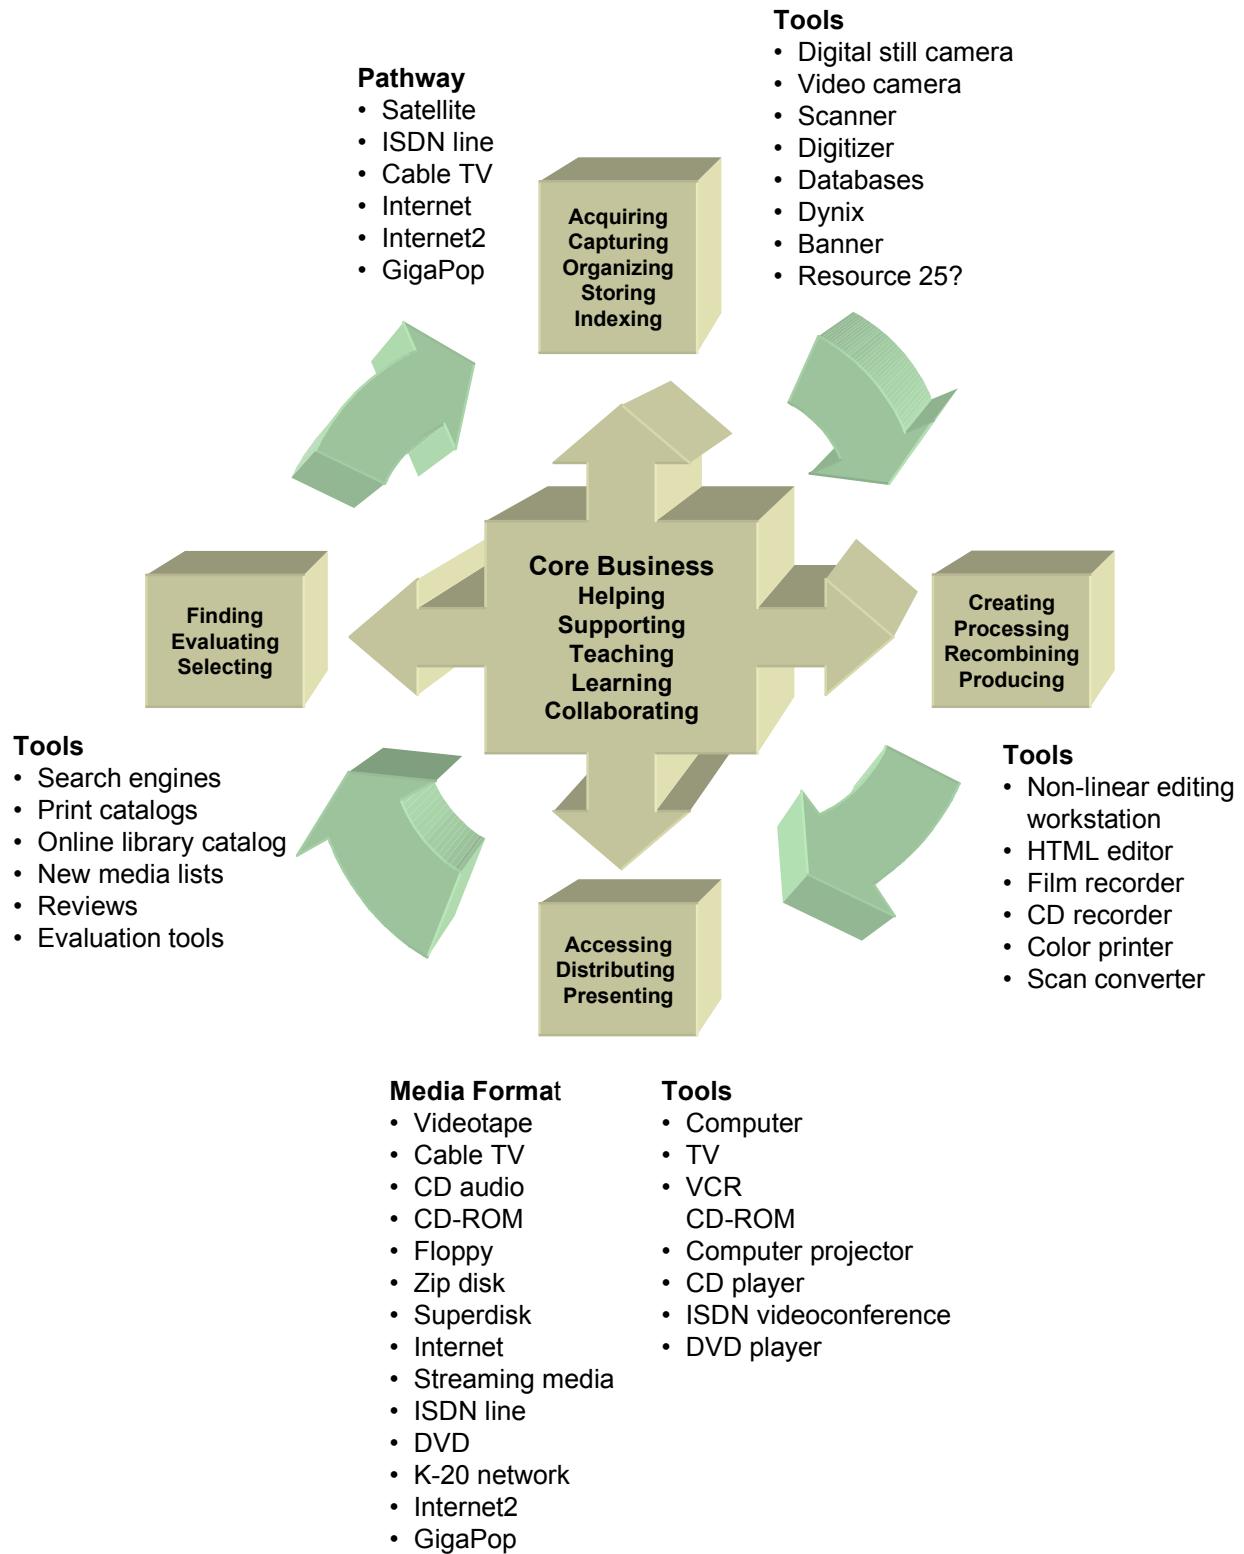 Tools
• Digital still camera
• Video camera
• Scanner
• Digitizer
• Databases
• Dynix
• Banner
• Resource 25?
Pathway
• Satellite
• ISDN line
• Cable TV
• Internet
• Internet2
• GigaPop
Acquiring
Capturing
Organizing
Storing
Indexing
Core Business
Helping
Supporting
Teaching
Learning
Collaborating
Finding
Evaluating
Selecting
Creating
Processing
Recombining
Producing
Tools
• Search engines
• Print catalogs
• Online library catalog
• New media lists
• Reviews
• Evaluation tools
Tools
• Non-linear editing
workstation
• HTML editor
• Film recorder
• CD recorder
• Color printer
• Scan converter
Accessing
Distributing
Presenting
Media Format
• Videotape
• Cable TV
• CD audio
• CD-ROM
• Floppy
• Zip disk
• Superdisk
• Internet
• Streaming media
• ISDN line
• DVD
• K-20 network
• Internet2
• GigaPop
Tools
• Computer
• TV
• VCR
CD-ROM
• Computer projector
• CD player
• ISDN videoconference
• DVD player